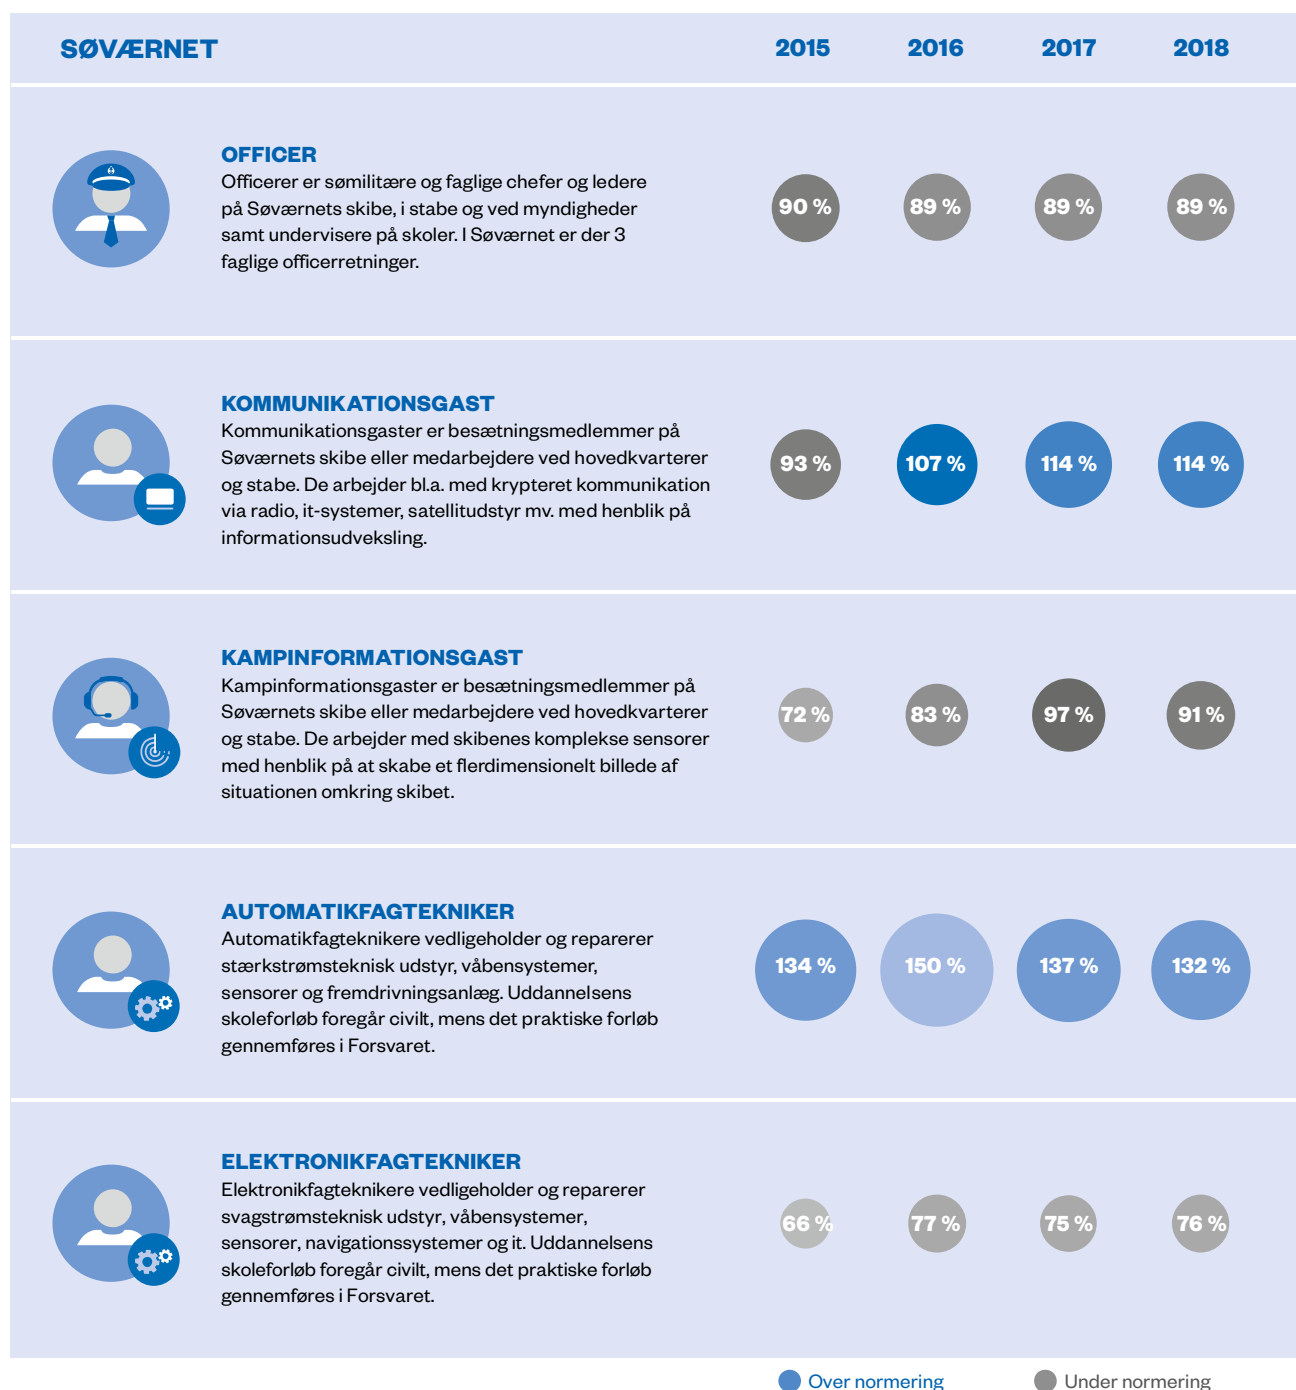 SØVÆRNET 2015 2016 2017 2018
OFFICER
Officerer er sømilitære og faglige chefer og ledere
på Søværnets skibe, i stabe og ved myndigheder
samt undervisere på skoler. I Søværnet er der 3
faglige officerretninger.
90 % 89 % 89 % 89 %
KOMMUNIKATIONSGAST
Kommunikationsgaster er besætningsmedlemmer på
Søværnets skibe eller medarbejdere ved hovedkvarterer
og stabe. De arbejder bl.a. med krypteret kommunikation
via radio, it-systemer, satellitudstyr mv. med henblik på
informationsudveksling.
93 % 107 % 114 % 114 %
KAMPINFORMATIONSGAST
Kampinformationsgaster er besætningsmedlemmer på
Søværnets skibe eller medarbejdere ved hovedkvarterer
og stabe. De arbejder med skibenes komplekse sensorer
med henblik på at skabe et flerdimensionelt billede af
situationen omkring skibet.
72 % 83 % 97 % 91 %
AUTOMATIKFAGTEKNIKER
Automatikfagteknikere vedligeholder og reparerer
stærkstrømsteknisk udstyr, våbensystemer,
sensorer og fremdrivningsanlæg. Uddannelsens
skoleforløb foregår civilt, mens det praktiske forløb
gennemføres i Forsvaret.
134 % 150 % 137 % 132 %
ELEKTRONIKFAGTEKNIKER
Elektronikfagteknikere vedligeholder og reparerer
svagstrømsteknisk udstyr, våbensystemer,
sensorer, navigationssystemer og it. Uddannelsens
skoleforløb foregår civilt, mens det praktiske forløb
gennemføres i Forsvaret.
66 % 77 % 75 % 76 %
Over normering Under normering